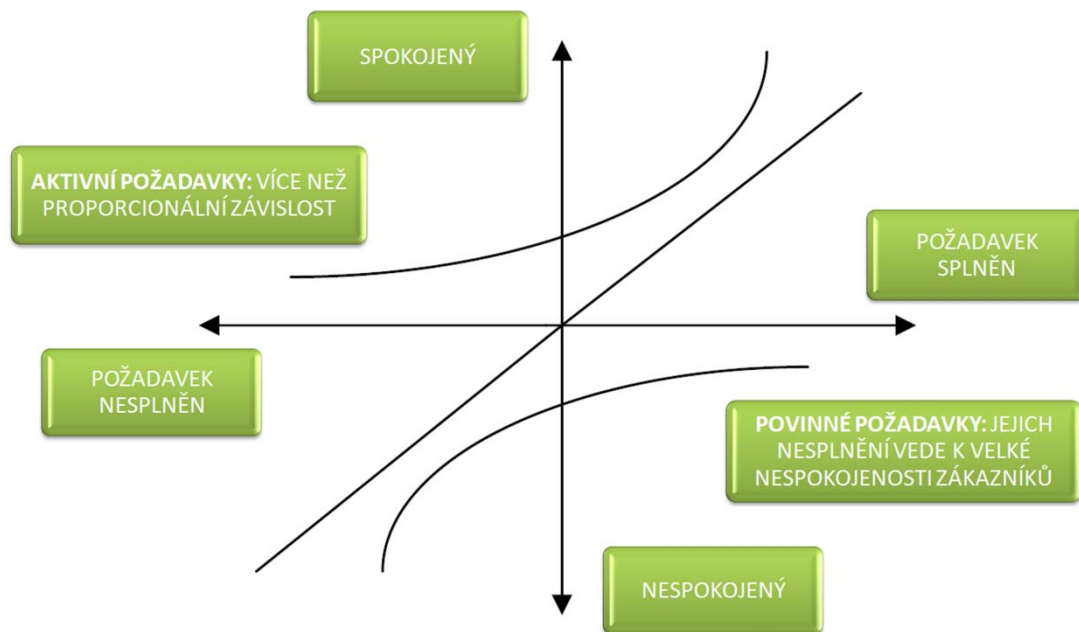 SPOKOJENÝ
AKTIVNÍ POŽADAVKY: VÍCE NEŽ
PROPORCIONÁLNÍ ZÁVISLOST
POŽADAVEK
SPLNĚN
POŽADAVEK
NESPLNĚN
POVINNÉ POŽADAVKY: JEJICH
NESPLNĚNÍ VEDE K VELKÉ
NESPOKOJENOSTI ZÁKAZNÍKŮ
NESPOKOJENÝ